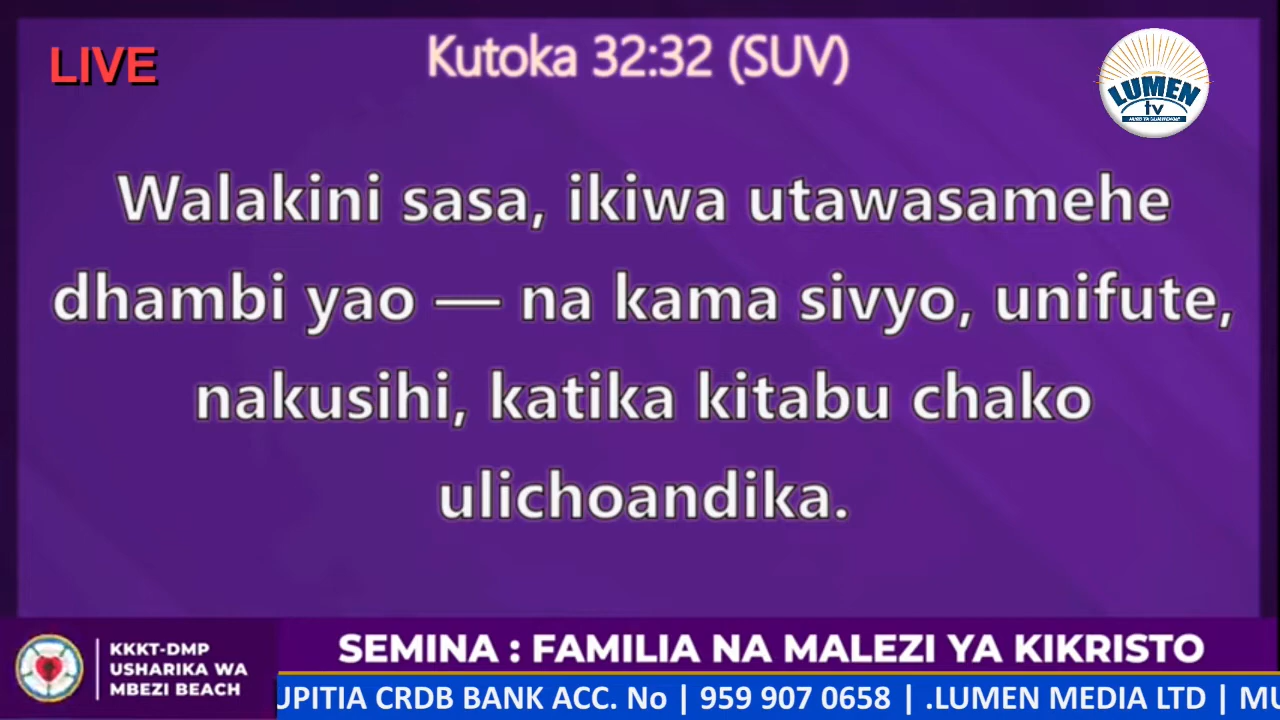 LIVE
Kutoka 32:32 (SUV)
LUMEN
tv
Walakini sasa, ikiwa utawasamehe
dhambi yao — na kama sivyo, unifute,
nakusihi, katika kitabu chako
ulichoandika.
KKKT-DMP
USHARIKA WA
MBEZI BEACH
SEMINA : FAMILIA NA MALEZI YA KIKRISTO
UPITIA CRDB BANK ACC. No | 959 907 0658 | .LUMEN MEDIA LTD | MU